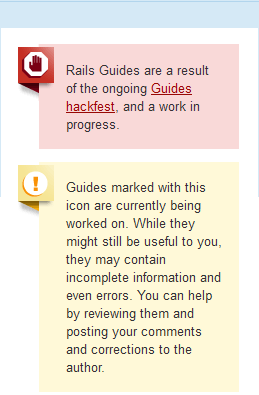 Rails Guides are a result
of the ongoing Guides
hackfest, and a work in
progress.
Guides marked with this
icon are currently being
worked on. While they
might still be useful to you,
they may contain
incomplete information and
even errors. You can help
by reviewing them and
posting your comments
and corrections to the
author.